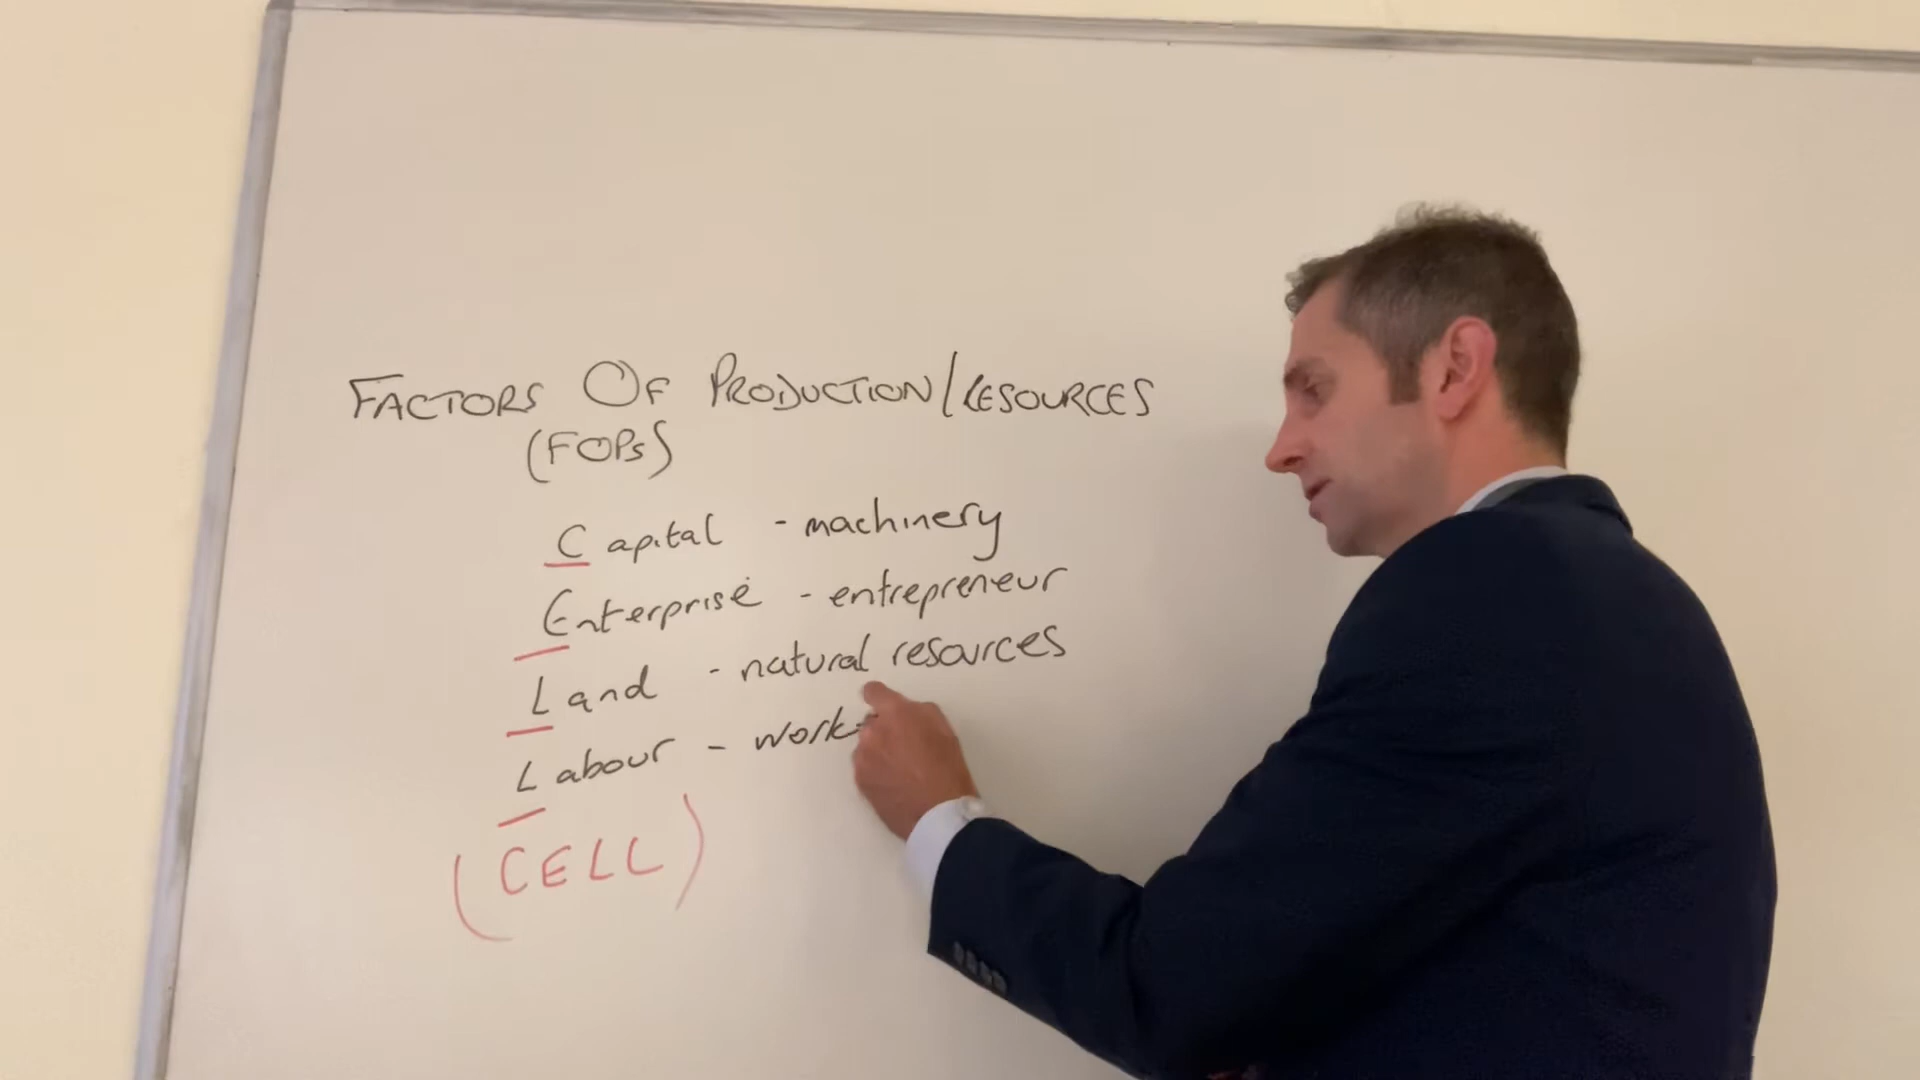 FACTORS OF PRODUCTION/RESOURCES
(FOPs)
Capital - machinery
Enterprise - entrepreneur
Land - natural resources
Labour - work
(CELL)